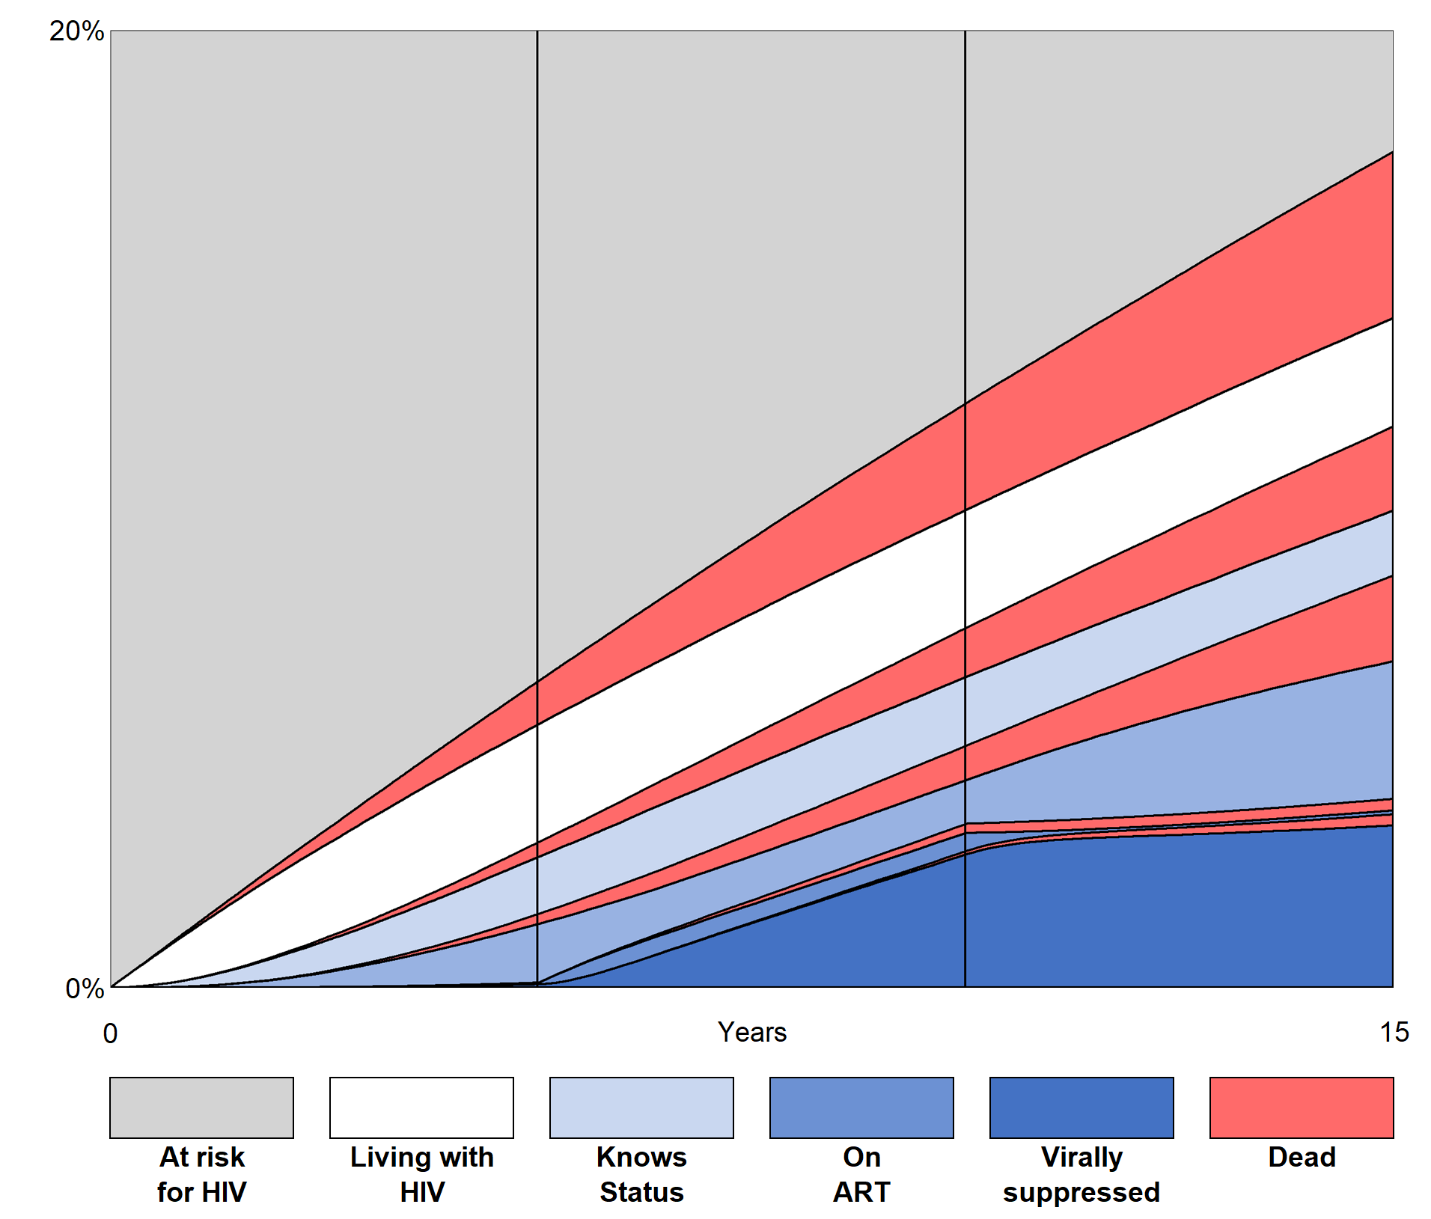 20%
0%
0
Years
15
At risk
for HIV
Living with
HIV
Knows
Status
On
ART
Virally
suppressed
Dead